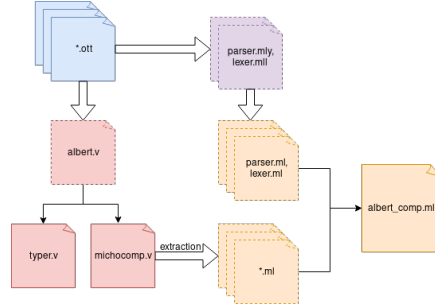 *.ott
parser.mly,
lexer.mll
albert.v
parser.ml,
lexer.ml
albert_comp.ml
typer.v
michocomp.v
extraction
*.ml